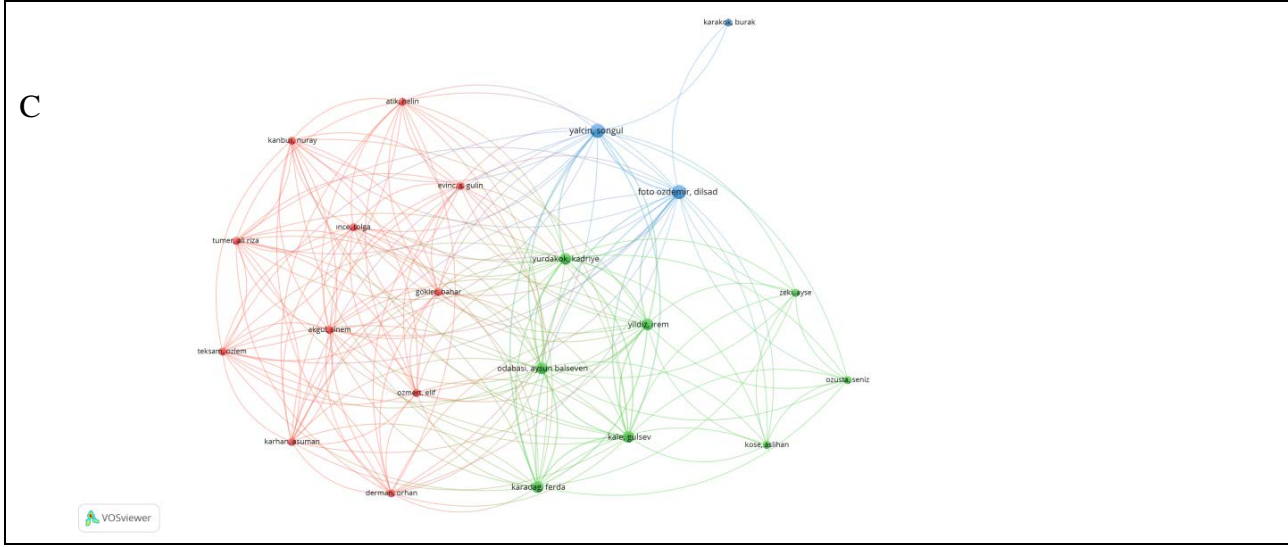 karakok, burak
C
atik, helin
yalcin, songul
kanbur, nuray
evinc, s. gulin
foto ozdemir, dilsad
ince, tolga
tumer, ali riza
yurdakok, kadriye
gokler, bahar
zeki, ayse
akgul, sinem
yildiz, irem
teksam, ozlem
odabasi, aysun balseven
ozusta, seniz
ozmert, elif
karhan, asuman
kale, gulsev
kose, aslihan
karadag, ferda
derman, orhan
VOSviewer